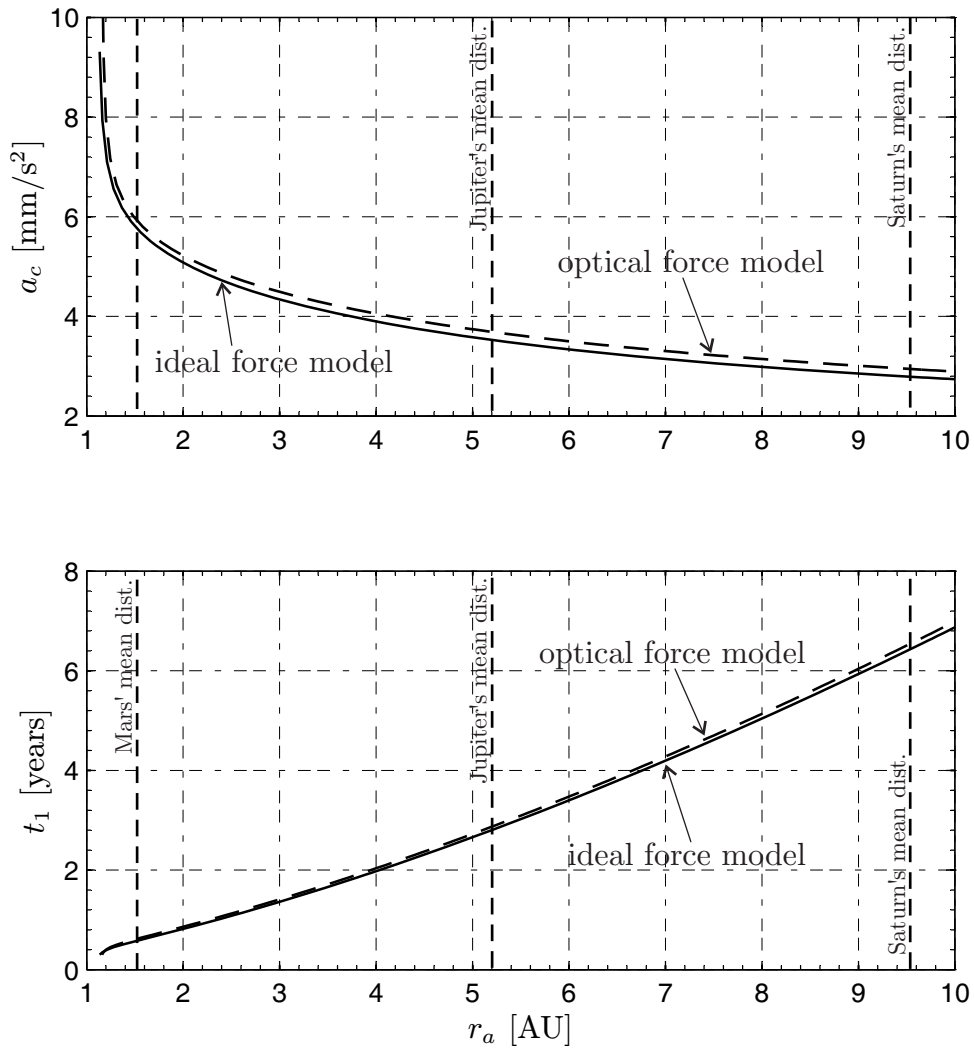 10
8
6
4
2
a_c [mm/s²]
Jupiter's mean dist.
Saturn's mean dist.
optical force model
ideal force model
1 2 3 4 5 6 7 8 9 10
8
6
4
2
0
t_1 [years]
Mars' mean dist.
Jupiter's mean dist.
Saturn's mean dist.
optical force model
ideal force model
1 2 3 4 5 6 7 8 9 10
r_a [AU]